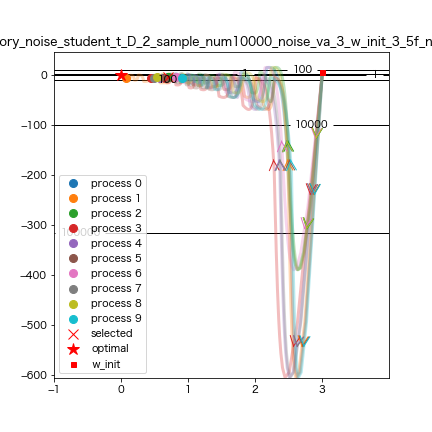 ory_noise_student_t_D_2_sample_num10000_noise_va_3_w_init_3_5f_n
0
−100
−200
−300
−400
−500
−600
−1
0
1
2
3
100
1
1
100
10000
process 0
process 1
process 2
process 3
process 4
process 5
process 6
process 7
process 8
process 9
selected
optimal
w_init